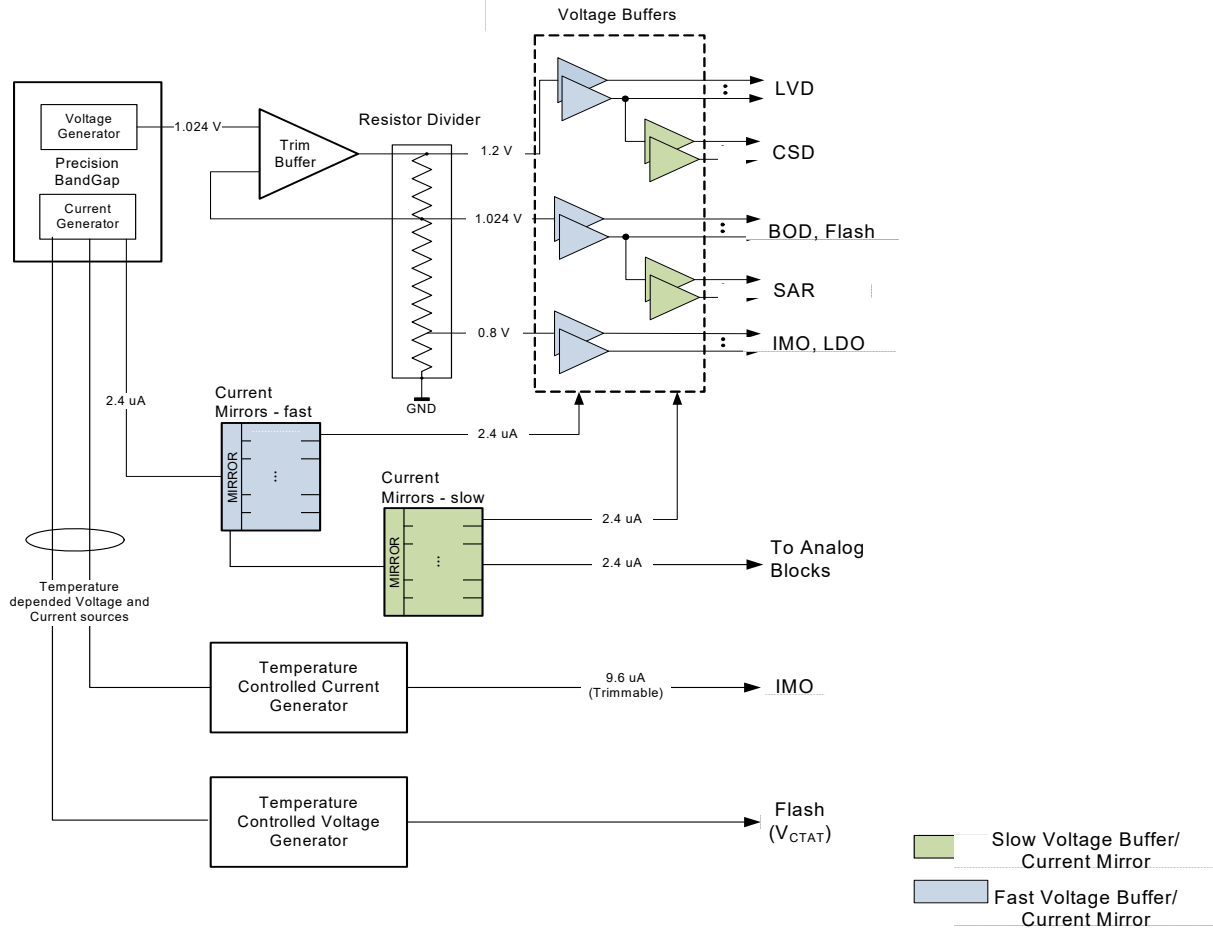 Voltage Buffers
LVD
Voltage
Generator
1.024 V
Resistor Divider
Trim
Buffer
1.2 V
CSD
Precision
BandGap
Current
Generator
1.024 V
BOD, Flash
SAR
0.8 V
IMO, LDO
2.4 uA
GND
Current
Mirrors - fast
MIRROR
2.4 uA
Current
Mirrors - slow
MIRROR
2.4 uA
2.4 uA
To Analog
Blocks
Temperature
depended Voltage and
Current sources
Temperature
Controlled Current
Generator
9.6 uA
(Trimmable)
IMO
Temperature
Controlled Voltage
Generator
Flash
(VCTAT)
Slow Voltage Buffer/
Current Mirror
Fast Voltage Buffer/
Current Mirror